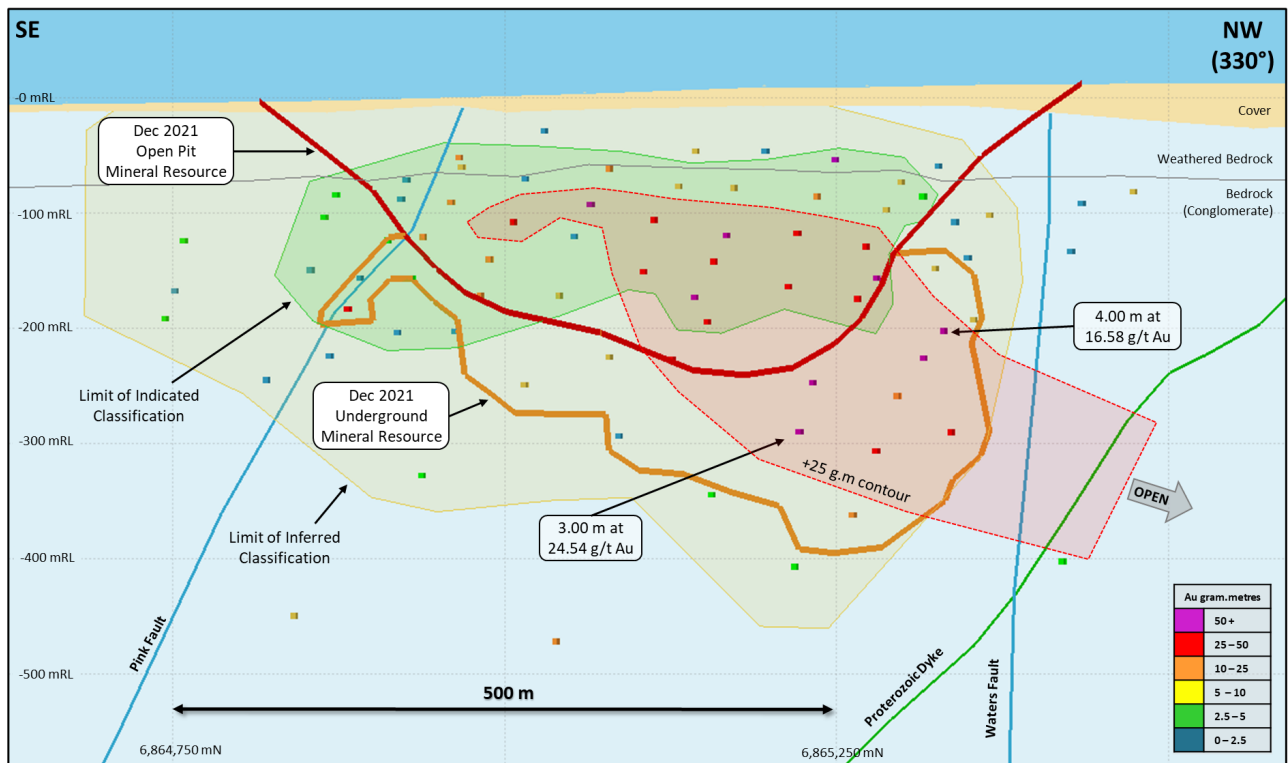 SE
NW
(330°)
-0 mRL
Cover
Dec 2021
Open Pit
Mineral Resource
Weathered Bedrock
Bedrock
(Conglomerate)
-100 mRL
-200 mRL
4.00 m at
16.58 g/t Au
Limit of Indicated
Classification
Dec 2021
Underground
Mineral Resource
-300 mRL
+25 g.m contour
OPEN
3.00 m at
24.54 g/t Au
Limit of Inferred
Classification
-400 mRL
Au gram.metres
50+
25 – 50
10 – 25
5 – 10
2.5 – 5
0 – 2.5
Pink Fault
-500 mRL
500 m
Proterozoic Dyke
Waters Fault
6,864,750 mN
6,865,250 mN